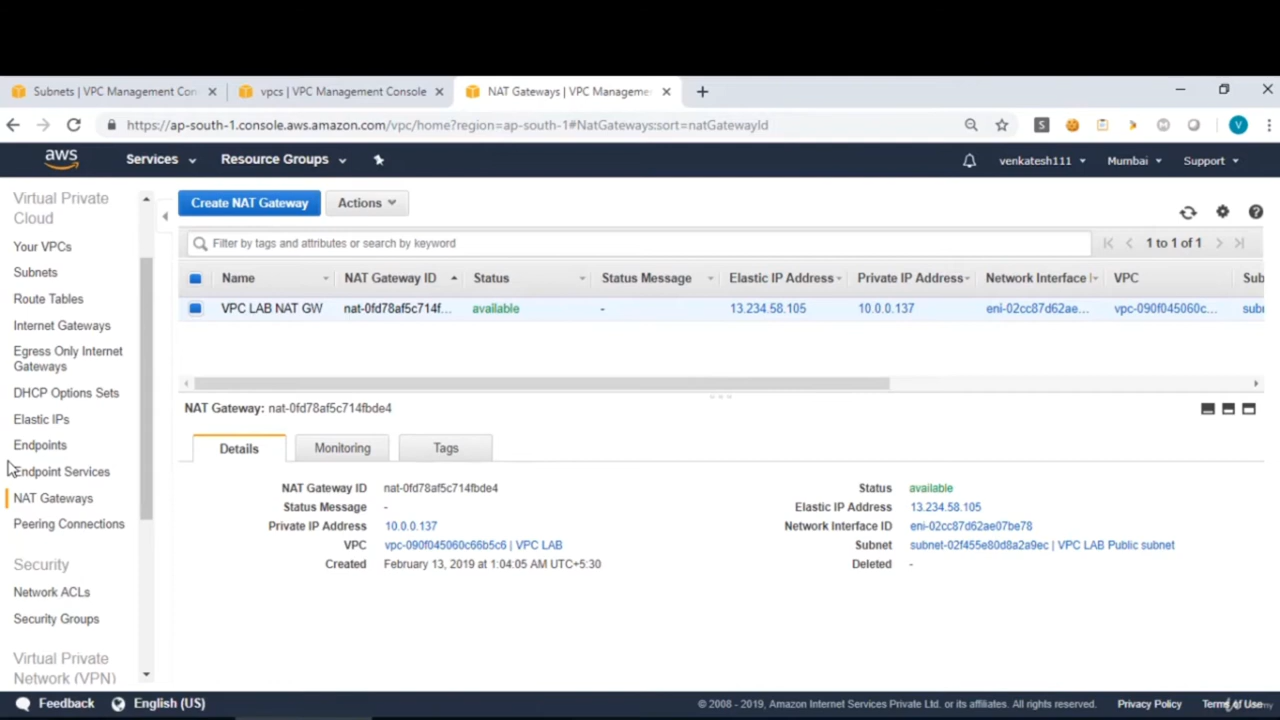 Subnets | VPC Management Con
vpcs | VPC Management Console
NAT Gateways | VPC Manageme
https://ap-south-1.console.aws.amazon.com/vpc/home?region=ap-south-1#NatGateways:sort=natGatewayId
S
V
aws
Services
Resource Groups
venkatesh111
Mumbai
Support
Virtual Private
Cloud
Your VPCs
Subnets
Route Tables
Internet Gateways
Egress Only Internet
Gateways
DHCP Options Sets
Elastic IPs
Endpoints
Endpoint Services
NAT Gateways
Peering Connections
Security
Network ACLs
Security Groups
Virtual Private
Network (VPN)
Create NAT Gateway
Actions
Filter by tags and attributes or search by keyword
1 to 1 of 1
Name NAT Gateway ID Status Status Message Elastic IP Address Private IP Address Network Interface I VPC Sub
VPC LAB NAT GW nat-0fd78af5c714f... available - 13.234.58.105 10.0.0.137 eni-02cc87d62ae... vpc-090f045060c... subn
NAT Gateway: nat-0fd78af5c714fbde4
Details
Monitoring
Tags
NAT Gateway ID nat-0fd78af5c714fbde4
Status available
Status Message -
Elastic IP Address 13.234.58.105
Private IP Address 10.0.0.137
Network Interface ID eni-02cc87d62ae07be78
VPC vpc-090f045060c66b5c6 | VPC LAB
Subnet subnet-02f455e80d8a2a9ec | VPC LAB Public subnet
Created February 13, 2019 at 1:04:05 AM UTC+5:30
Deleted -
Feedback
English (US)
© 2008 - 2019, Amazon Internet Services Private Ltd. or its affiliates. All rights reserved.
Privacy Policy
Terms of Use